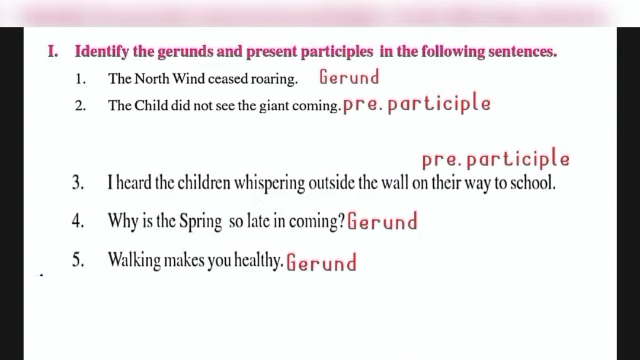 I. Identify the gerunds and present participles in the following sentences.
1. The North Wind ceased roaring. Gerund
2. The Child did not see the giant coming. pre. participle
pre. participle
3. I heard the children whispering outside the wall on their way to school.
4. Why is the Spring so late in coming? Gerund
5. Walking makes you healthy. Gerund